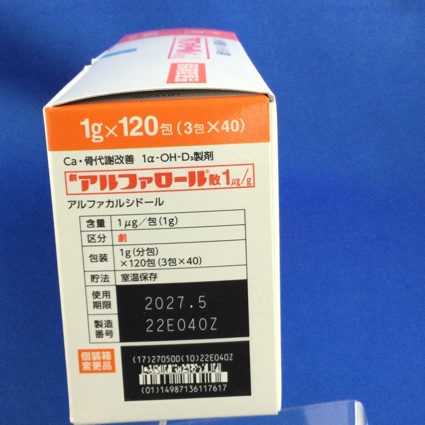 1g×120包(3包×40)
Ca・骨代謝改善 1α-OH-D₃製剤
劇 アルファロール®散1μg/g
アルファカルシドール
含量 1μg/包(1g)
区分 劇
包装 1g(分包)
×120包(3包×40)
貯法 室温保存
使用
期限 2027.5
製造
番号 22E040Z
個装箱
変更品
(17)270500(10)22E040Z
(01)14987136117617